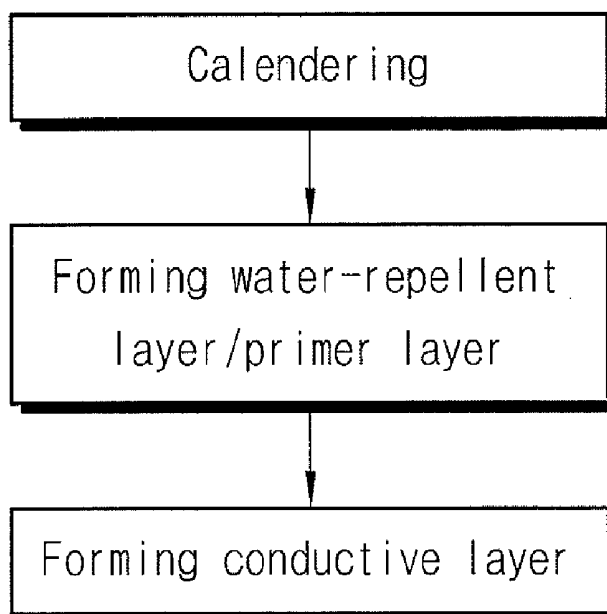 Calendering
Forming water-repellent
layer/primer layer
Forming conductive layer